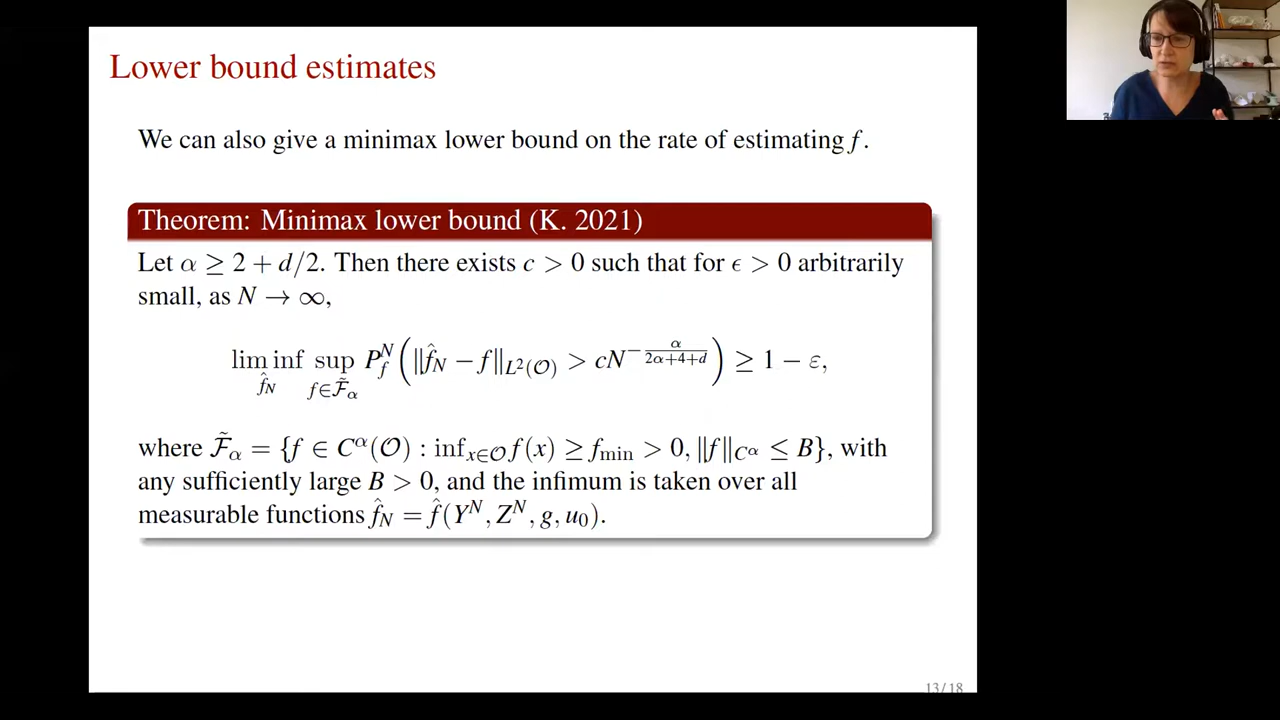 Lower bound estimates
We can also give a minimax lower bound on the rate of estimating f.
Theorem: Minimax lower bound (K. 2021)
Let α ≥ 2 + d/2. Then there exists c > 0 such that for ϵ > 0 arbitrarily
small, as N → ∞,
lim inf_{f̂_N} sup_{f∈F̃_α} P_f^N ( ‖f̂_N − f‖_{L²(O)} > cN^{−α/(2α+4+d)} ) ≥ 1 − ε,
where F̃_α = {f ∈ C^α(O) : inf_{x∈O} f(x) ≥ f_min > 0, ‖f‖_{C^α} ≤ B}, with
any sufficiently large B > 0, and the infimum is taken over all
measurable functions f̂_N = f̂(Y^N, Z^N, g, u_0).
13/18